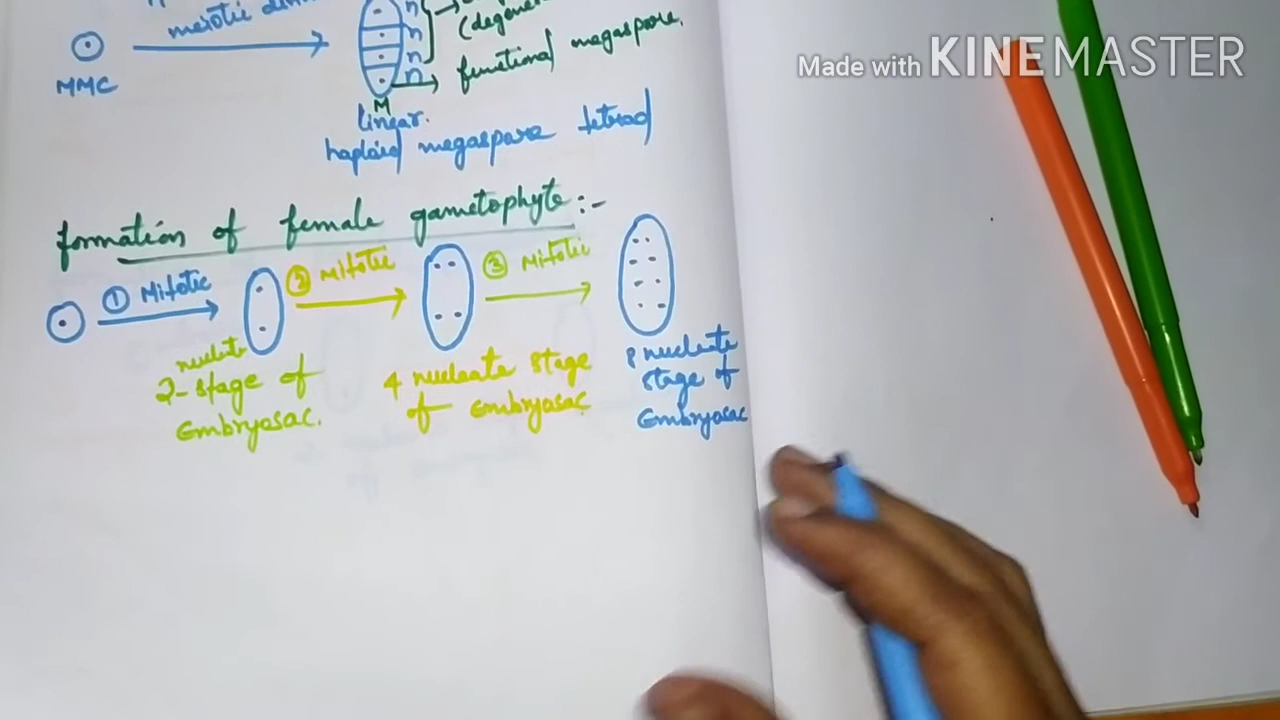 Made with KINEMASTER
meiotic
MMC
n
(degene
n
n
n
functional megaspore.
M
linear.
haploid megaspore tetrad
formation of female gametophyte:-
① Mitotic
② Mitotic
③ Mitotic
nucleate
2-stage of
Embryosac.
4 nucleate stage
of Embryosac
8 nucleate
stage of
Embryosac